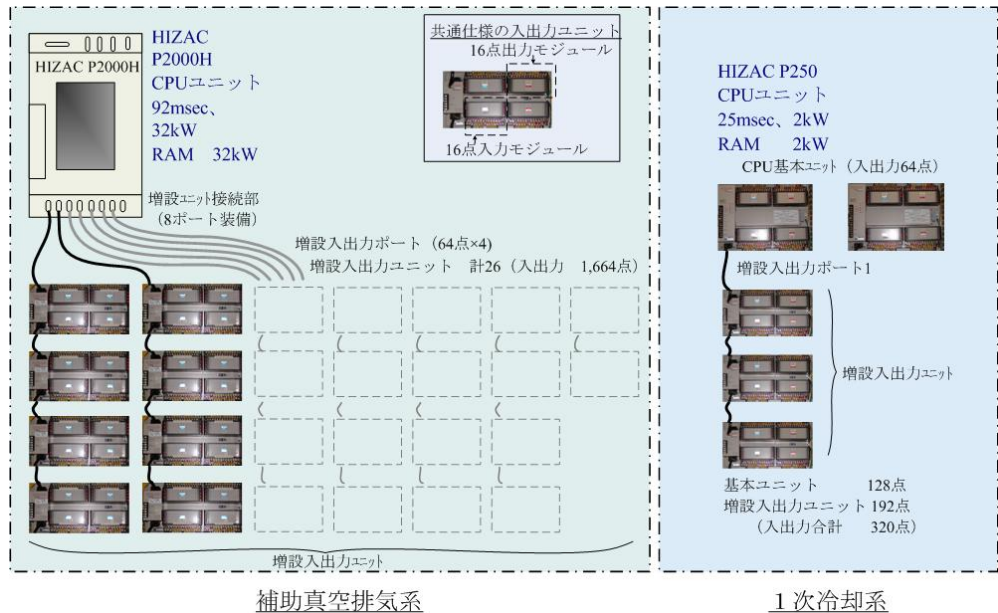 HIZAC P2000H
HIZAC
P2000H
CPUユニット
92msec、
32kW
RAM 32kW
共通仕様の入出力ユニット
16点出力モジュール
16点入力モジュール
増設ユニット接続部
（8ポート装備）
増設入出力ポート（64点×4）
増設入出力ユニット 計26（入出力 1,664点）
増設入出力ユニット
補助真空排気系
HIZAC P250
CPUユニット
25msec、2kW
RAM 2kW
CPU基本ユニット（入出力64点）
増設入出力ポート1
増設入出力ユニット
基本ユニット 128点
増設入出力ユニット 192点
（入出力合計 320点）
１次冷却系